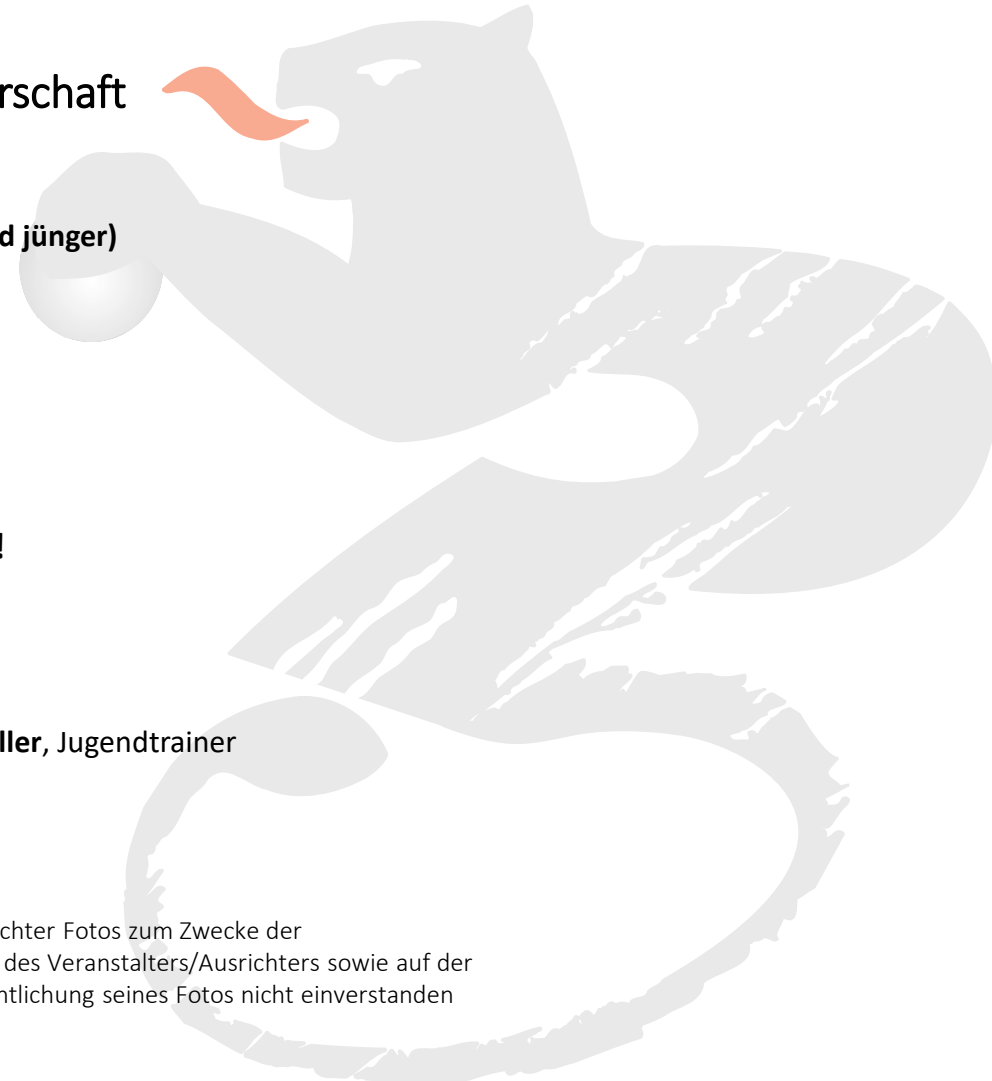 rschaft
d jünger)
!
ller, Jugendtrainer
chter Fotos zum Zwecke der
des Veranstalters/Ausrichters sowie auf der
ntlichung seines Fotos nicht einverstanden